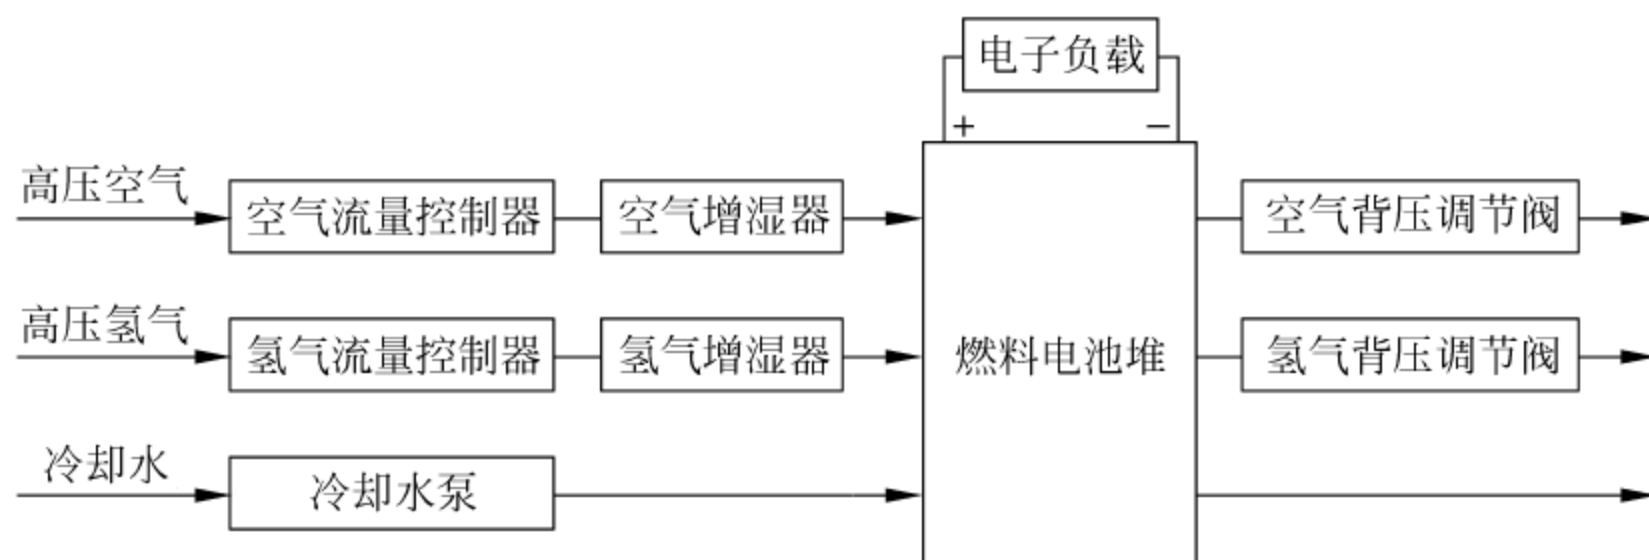 电子负载
+ −
高压空气
空气流量控制器 空气增湿器 空气背压调节阀
高压氢气
氢气流量控制器 氢气增湿器 燃料电池堆 氢气背压调节阀
冷却水
冷却水泵